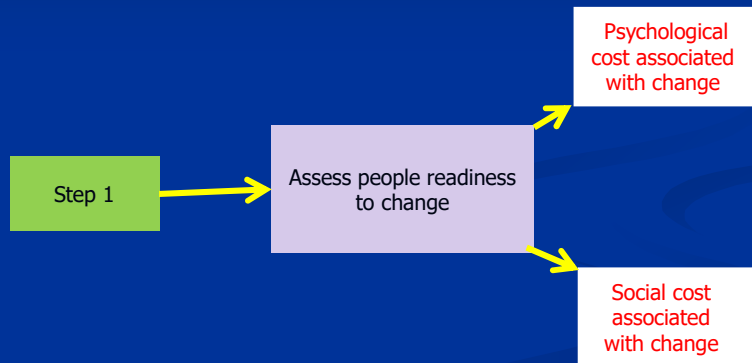 Step 1
Assess people readiness
to change
Psychological
cost associated
with change
Social cost
associated
with change